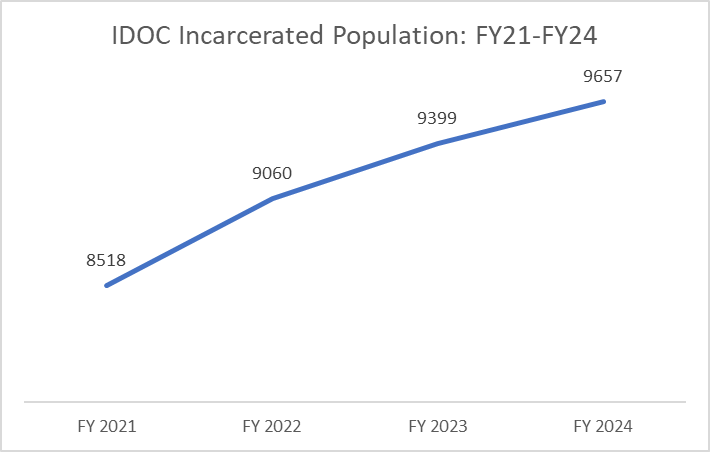 IDOC Incarcerated Population: FY21-FY24
9657
9399
9060
8518
FY 2021
FY 2022
FY 2023
FY 2024